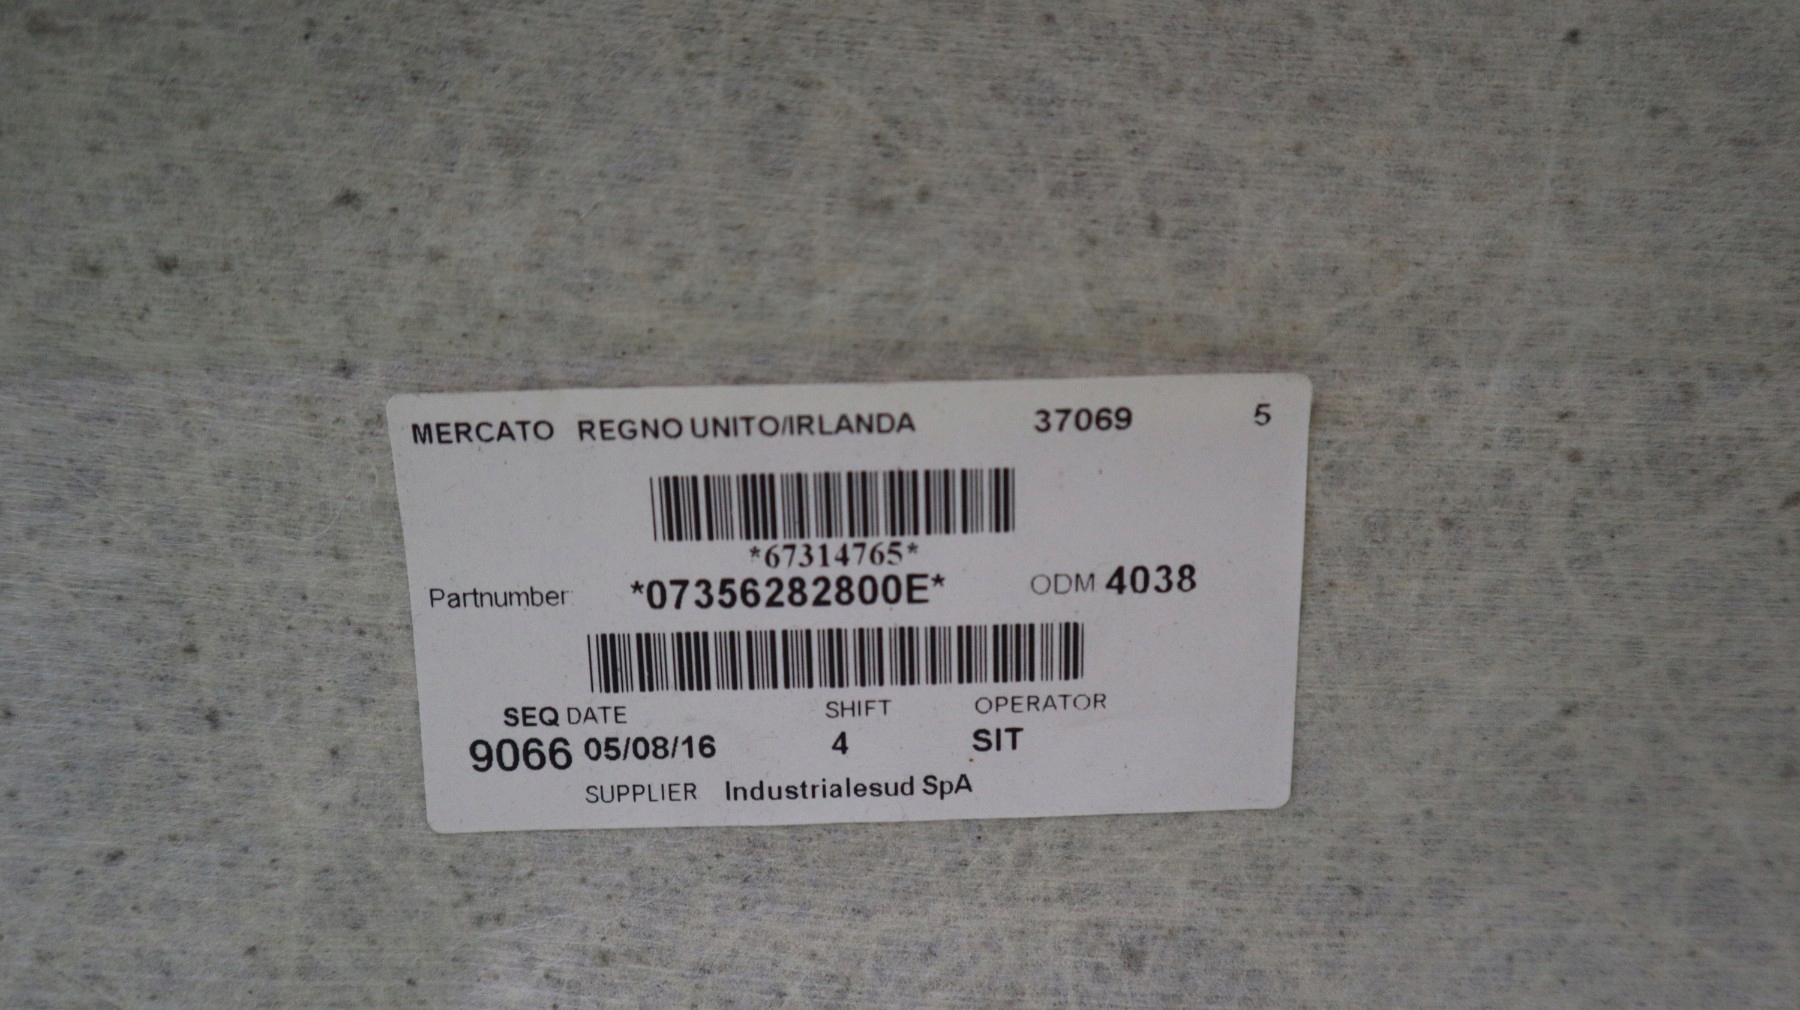 MERCATO REGNO UNITO/IRLANDA 37069 5
*67314765*
Partnumber: *07356282800E* ODM 4038
SEQ DATE SHIFT OPERATOR
9066 05/08/16 4 SIT
SUPPLIER Industrialesud SpA